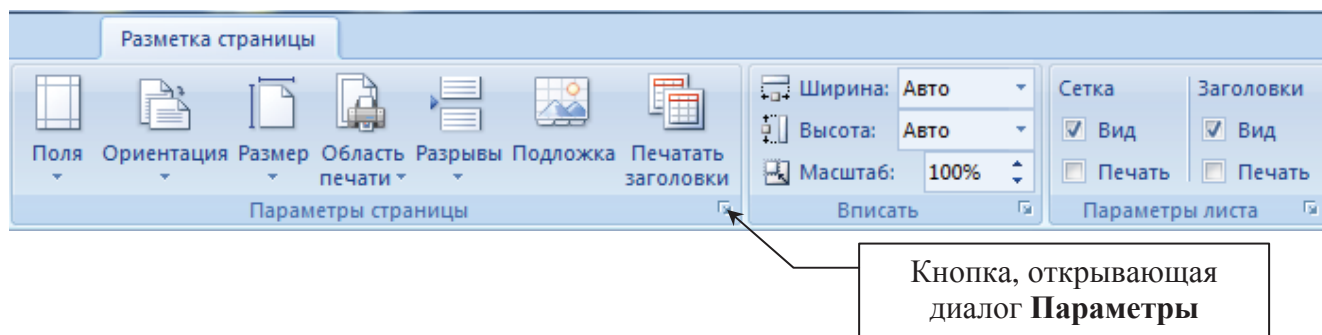 Разметка страницы
Поля Ориентация Размер Область печати Разрывы Подложка Печатать заголовки
Параметры страницы
Ширина: Авто
Высота: Авто
Масштаб: 100%
Вписать
Сетка Заголовки
Вид Вид
Печать Печать
Параметры листа
Кнопка, открывающая
диалог Параметры